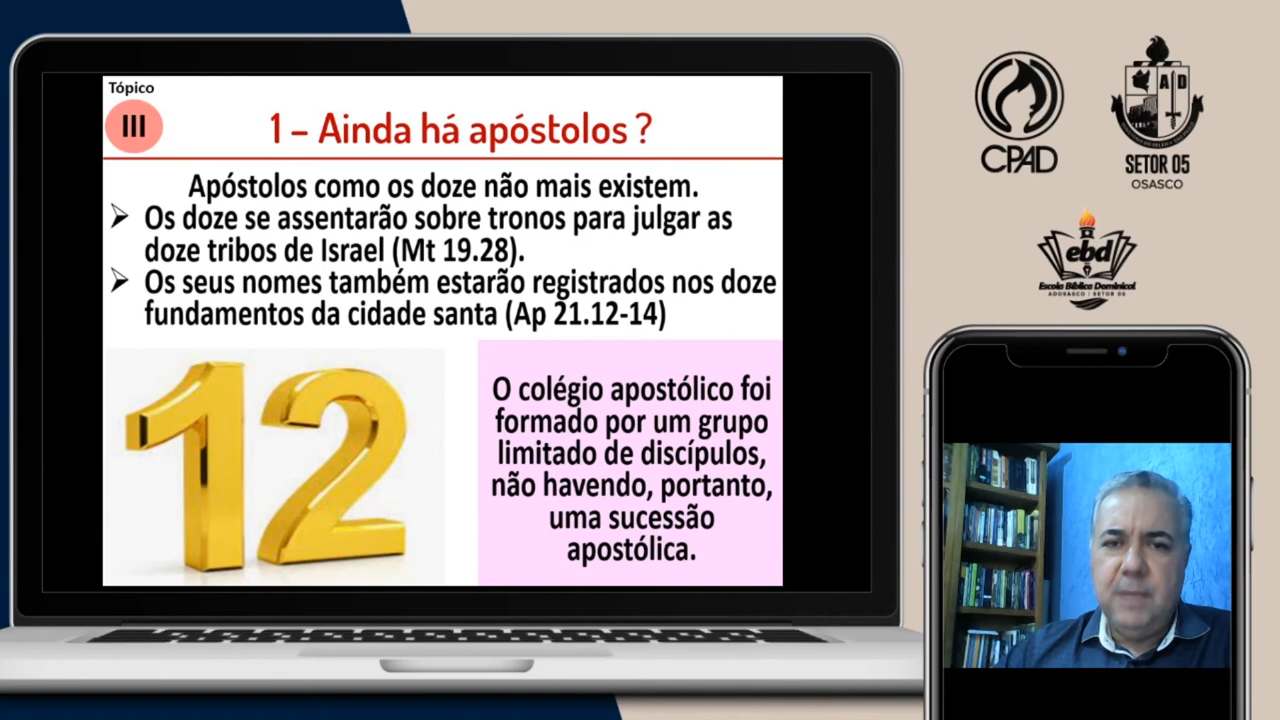 Tópico
III
1 – Ainda há apóstolos ?
Apóstolos como os doze não mais existem.
➢ Os doze se assentarão sobre tronos para julgar as
doze tribos de Israel (Mt 19.28).
➢ Os seus nomes também estarão registrados nos doze
fundamentos da cidade santa (Ap 21.12-14)
12
O colégio apostólico foi
formado por um grupo
limitado de discípulos,
não havendo, portanto,
uma sucessão
apostólica.
CPAD
AD
SETOR 05
OSASCO
ebd
Escola Bíblica Dominical
ADOSASCO | SETOR 05